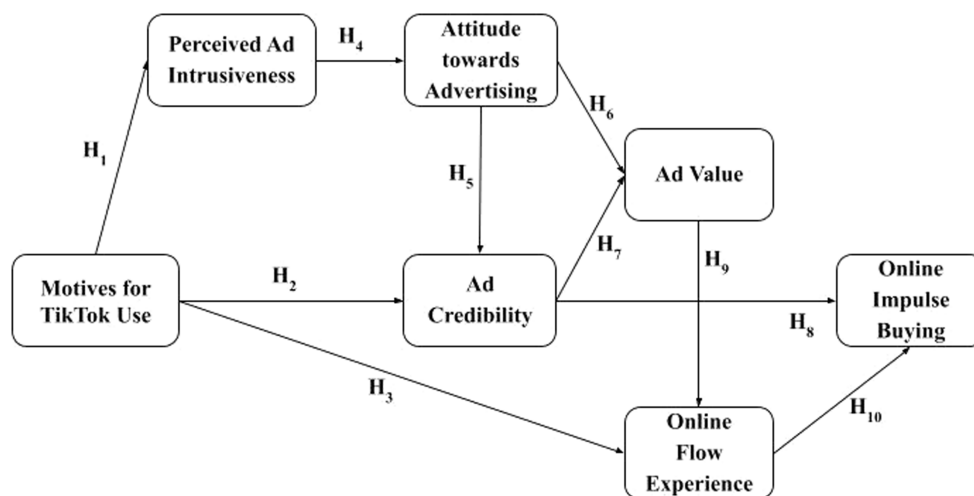 Perceived Ad
Intrusiveness
H4
Attitude
towards
Advertising
H6
H1
H5
Ad Value
H7
H9
Motives for
TikTok Use
H2
Ad
Credibility
H8
Online
Impulse
Buying
H3
Online
Flow
Experience
H10